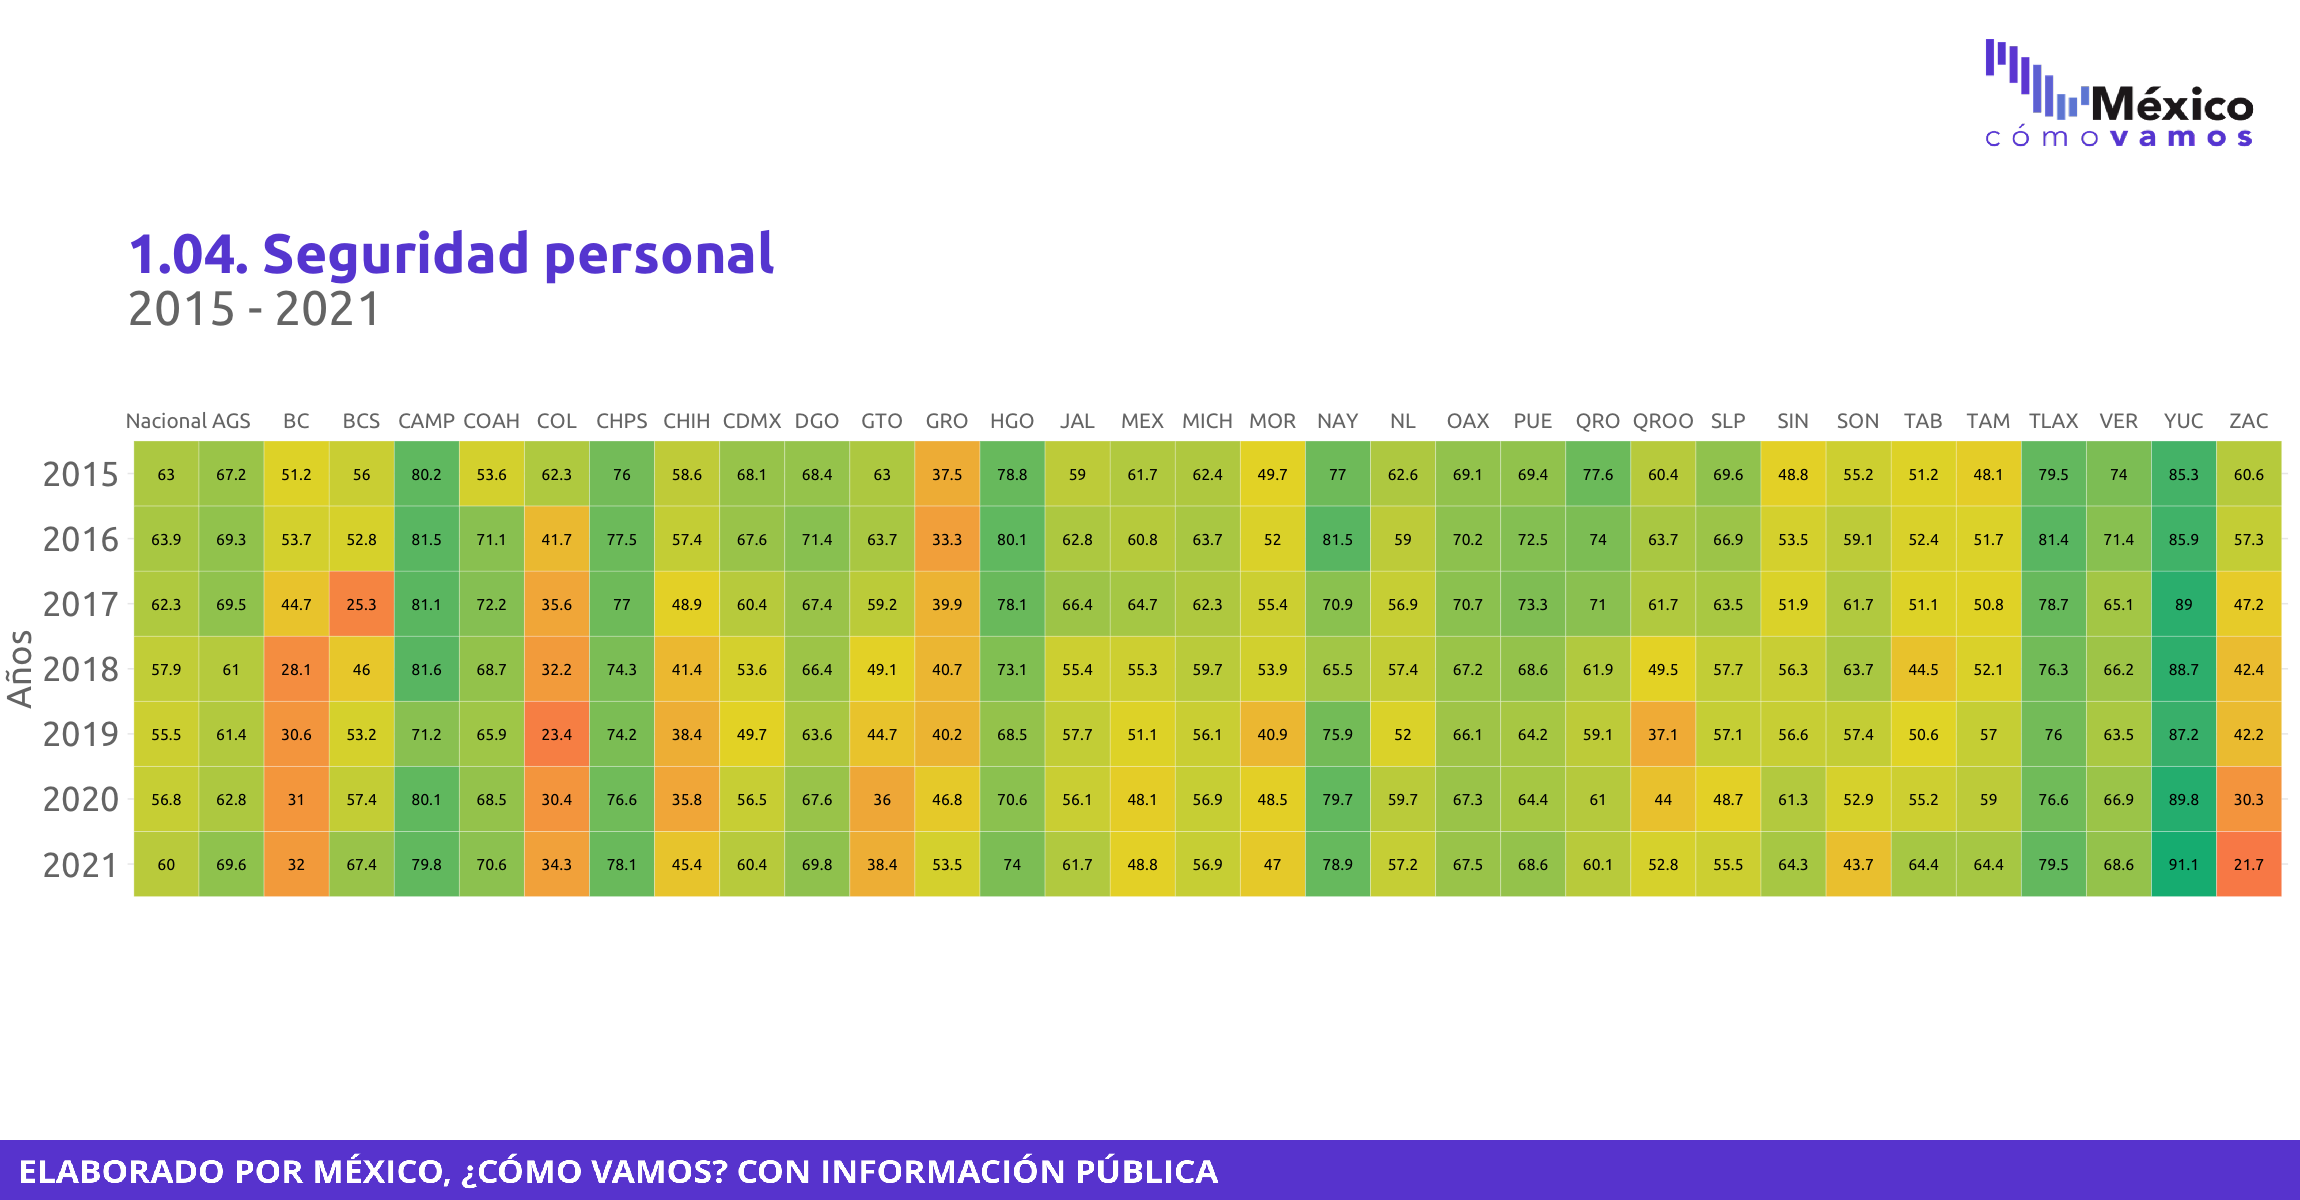 México
cómovamos
1.04. Seguridad personal
2015 - 2021
Nacional AGS BC BCS CAMP COAH COL CHPS CHIH CDMX DGO GTO GRO HGO JAL MEX MICH MOR NAY NL OAX PUE QRO QROO SLP SIN SON TAB TAM TLAX VER YUC ZAC
2015 63 67.2 51.2 56 80.2 53.6 62.3 76 58.6 68.1 68.4 63 37.5 78.8 59 61.7 62.4 49.7 77 62.6 69.1 69.4 77.6 60.4 69.6 48.8 55.2 51.2 48.1 79.5 74 85.3 60.6
2016 63.9 69.3 53.7 52.8 81.5 71.1 41.7 77.5 57.4 67.6 71.4 63.7 33.3 80.1 62.8 60.8 63.7 52 81.5 59 70.2 72.5 74 63.7 66.9 53.5 59.1 52.4 51.7 81.4 71.4 85.9 57.3
2017 62.3 69.5 44.7 25.3 81.1 72.2 35.6 77 48.9 60.4 67.4 59.2 39.9 78.1 66.4 64.7 62.3 55.4 70.9 56.9 70.7 73.3 71 61.7 63.5 51.9 61.7 51.1 50.8 78.7 65.1 89 47.2
Años
2018 57.9 61 28.1 46 81.6 68.7 32.2 74.3 41.4 53.6 66.4 49.1 40.7 73.1 55.4 55.3 59.7 53.9 65.5 57.4 67.2 68.6 61.9 49.5 57.7 56.3 63.7 44.5 52.1 76.3 66.2 88.7 42.4
2019 55.5 61.4 30.6 53.2 71.2 65.9 23.4 74.2 38.4 49.7 63.6 44.7 40.2 68.5 57.7 51.1 56.1 40.9 75.9 52 66.1 64.2 59.1 37.1 57.1 56.6 57.4 50.6 57 76 63.5 87.2 42.2
2020 56.8 62.8 31 57.4 80.1 68.5 30.4 76.6 35.8 56.5 67.6 36 46.8 70.6 56.1 48.1 56.9 48.5 79.7 59.7 67.3 64.4 61 44 48.7 61.3 52.9 55.2 59 76.6 66.9 89.8 30.3
2021 60 69.6 32 67.4 79.8 70.6 34.3 78.1 45.4 60.4 69.8 38.4 53.5 74 61.7 48.8 56.9 47 78.9 57.2 67.5 68.6 60.1 52.8 55.5 64.3 43.7 64.4 64.4 79.5 68.6 91.1 21.7
ELABORADO POR MÉXICO, ¿CÓMO VAMOS? CON INFORMACIÓN PÚBLICA